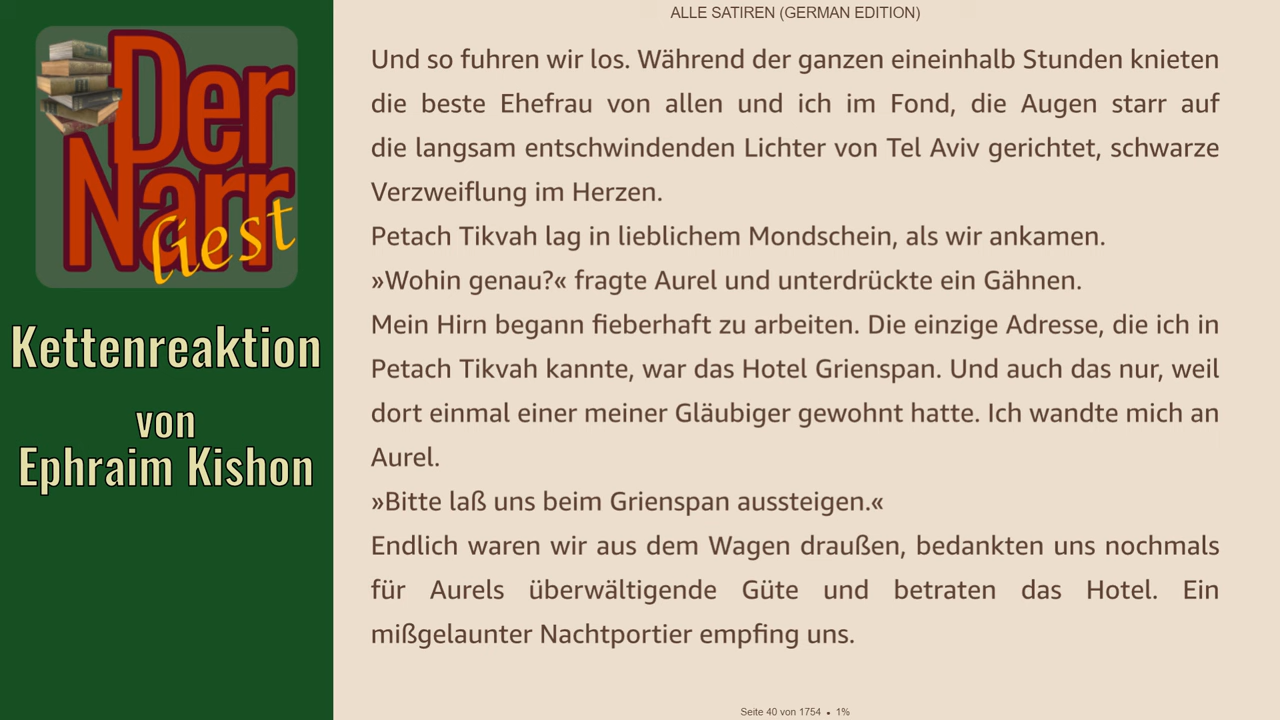 Der
Narr
liest
Kettenreaktion
von
Ephraim Kishon
ALLE SATIREN (GERMAN EDITION)
Und so fuhren wir los. Während der ganzen eineinhalb Stunden knieten
die beste Ehefrau von allen und ich im Fond, die Augen starr auf
die langsam entschwindenden Lichter von Tel Aviv gerichtet, schwarze
Verzweiflung im Herzen.
Petach Tikvah lag in lieblichem Mondschein, als wir ankamen.
»Wohin genau?« fragte Aurel und unterdrückte ein Gähnen.
Mein Hirn begann fieberhaft zu arbeiten. Die einzige Adresse, die ich in
Petach Tikvah kannte, war das Hotel Grienspan. Und auch das nur, weil
dort einmal einer meiner Gläubiger gewohnt hatte. Ich wandte mich an
Aurel.
»Bitte laß uns beim Grienspan aussteigen.«
Endlich waren wir aus dem Wagen draußen, bedankten uns nochmals
für Aurels überwältigende Güte und betraten das Hotel. Ein
mißgelaunter Nachtportier empfing uns.
Seite 40 von 1754 • 1%